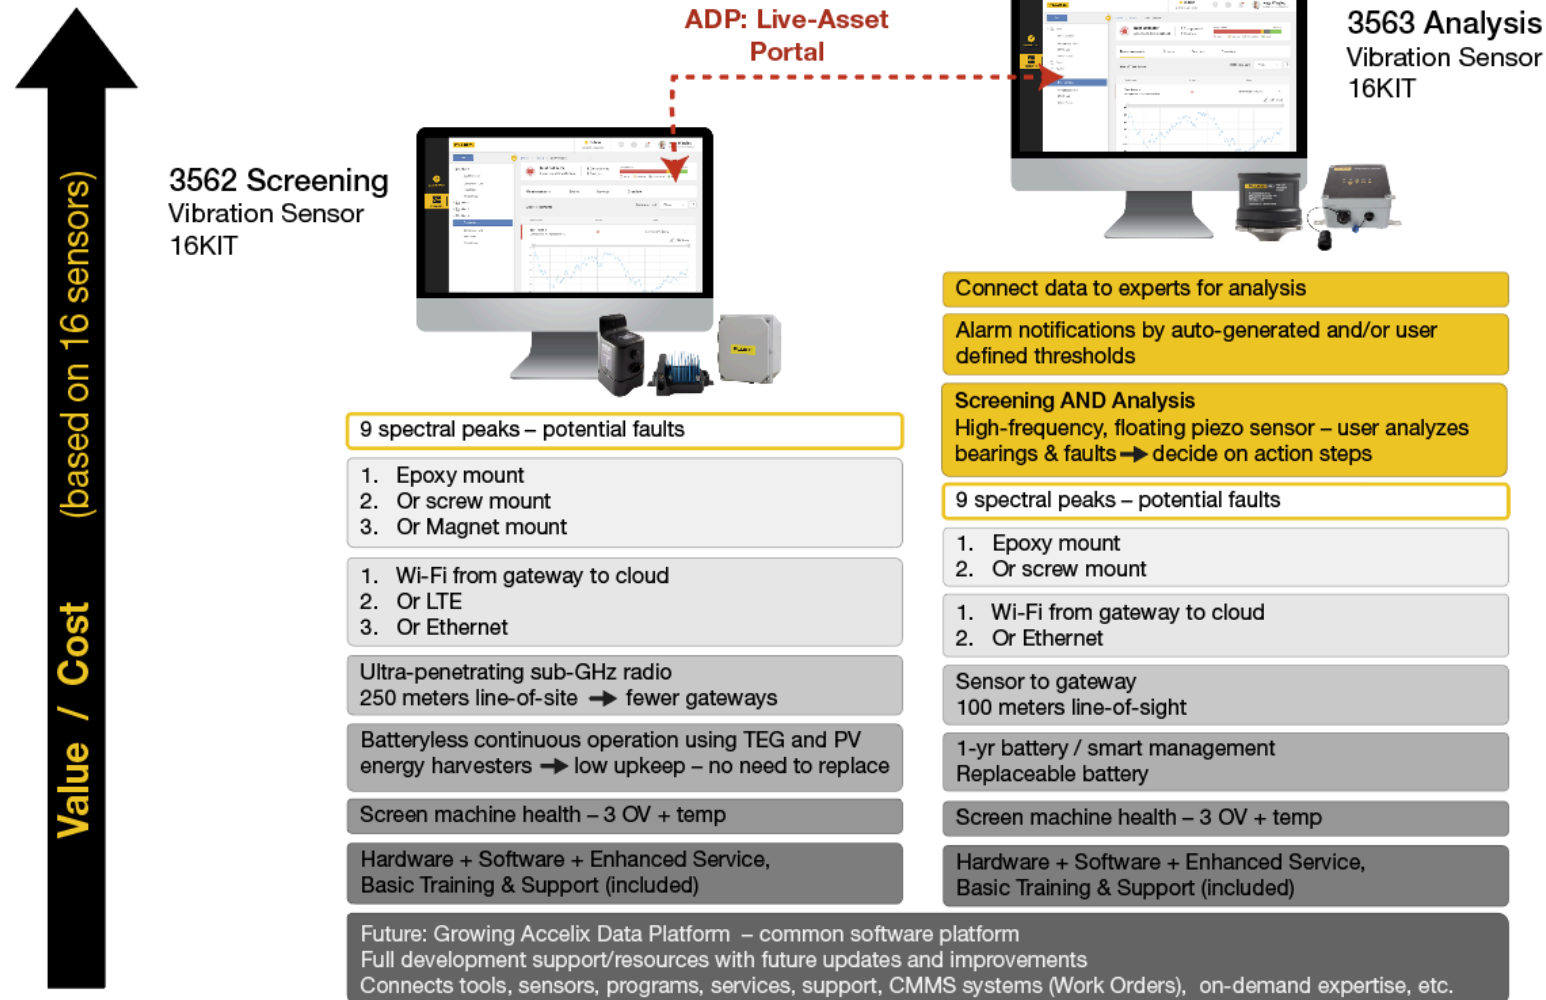 ADP: Live-Asset
Portal
3563 Analysis
Vibration Sensor
16KIT
3562 Screening
Vibration Sensor
16KIT
Value / Cost (based on 16 sensors)
FLUKE
9 spectral peaks – potential faults
1. Epoxy mount
2. Or screw mount
3. Or Magnet mount
1. Wi-Fi from gateway to cloud
2. Or LTE
3. Or Ethernet
Ultra-penetrating sub-GHz radio
250 meters line-of-site → fewer gateways
Batteryless continuous operation using TEG and PV
energy harvesters → low upkeep – no need to replace
Screen machine health – 3 OV + temp
Hardware + Software + Enhanced Service,
Basic Training & Support (included)
Connect data to experts for analysis
Alarm notifications by auto-generated and/or user
defined thresholds
Screening AND Analysis
High-frequency, floating piezo sensor – user analyzes
bearings & faults → decide on action steps
9 spectral peaks – potential faults
1. Epoxy mount
2. Or screw mount
1. Wi-Fi from gateway to cloud
2. Or Ethernet
Sensor to gateway
100 meters line-of-sight
1-yr battery / smart management
Replaceable battery
Screen machine health – 3 OV + temp
Hardware + Software + Enhanced Service,
Basic Training & Support (included)
Future: Growing Accelix Data Platform – common software platform
Full development support/resources with future updates and improvements
Connects tools, sensors, programs, services, support, CMMS systems (Work Orders), on-demand expertise, etc.